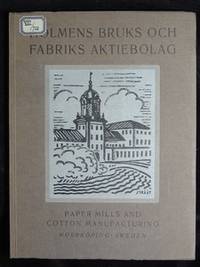 HOLMENS BRUKS OCH
FABRIKS AKTIEBOLAG
PAPER MILLS AND
COTTON MANUFACTURING
NORRKÖPING · SWEDEN